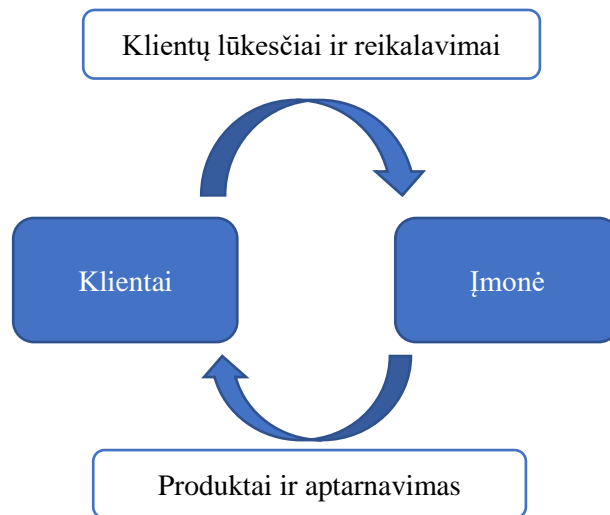 Klientų lūkesčiai ir reikalavimai
Klientai
Įmonė
Produktai ir aptarnavimas